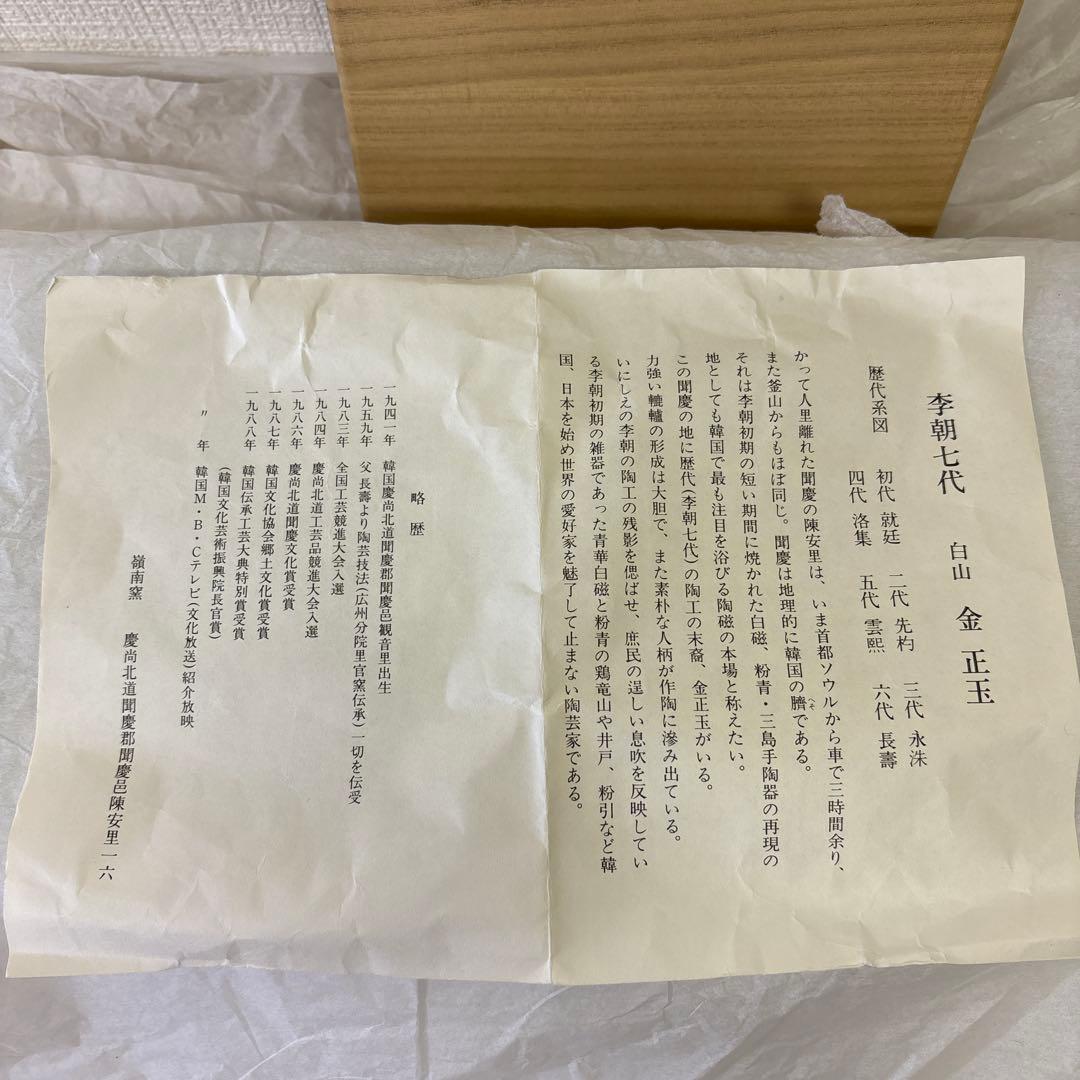 李朝七代　白山　金　正玉
歴代系図　初代 就廷　二代 先杓　三代 永洙
四代 洛集　五代 雲熙　六代 長壽
かって人里離れた聞慶の陳安里は、いま首都ソウルから車で三時間余り、
また釜山からもほぼ同じ。聞慶は地理的に韓国の臍（へそ）である。
それは李朝初期の短い期間に焼かれた白磁、粉青・三島手陶器の再現の
地としても韓国で最も注目を浴びる陶磁の本場と称えたい。
この聞慶の地に歴代（李朝七代）の陶工の末裔、金正玉がいる。
力強い轆轤の形成は大胆で、また素朴な人柄が作陶に滲み出ている。
いにしえの李朝の陶工の残影を偲ばせ、庶民の逞しい息吹を反映してい
る李朝初期の雑器であった青華白磁と粉青の鶏竜山や井戸、粉引など韓
国、日本を始め世界の愛好家を魅了して止まない陶芸家である。
略歴
一九四一年　韓国慶尚北道聞慶郡聞慶邑観音里出生
一九五九年　父 長壽より陶芸技法（広州分院里官窯伝承）一切を伝受
一九八三年　全国工芸競進大会入選
一九八四年　慶尚北道工芸品競進大会入選
一九八六年　慶尚北道聞慶文化賞受賞
一九八七年　韓国文化協会郷土文化賞受賞
一九八八年　韓国伝承工芸大典特別賞受賞
（韓国文化芸術振興院長官賞）
〃　年　韓国M・B・Cテレビ（文化放送）紹介放映
嶺南窯　慶尚北道聞慶郡聞慶邑陳安里一六